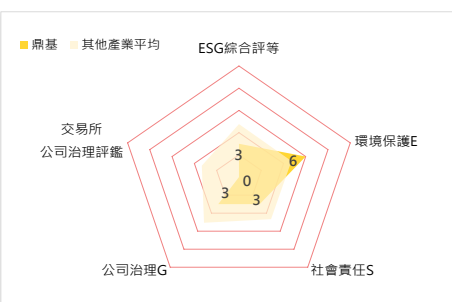 鼎基 其他產業平均
ESG綜合評等
交易所
公司治理評鑑
環境保護E
3
6
0
3
3
公司治理G
社會責任S